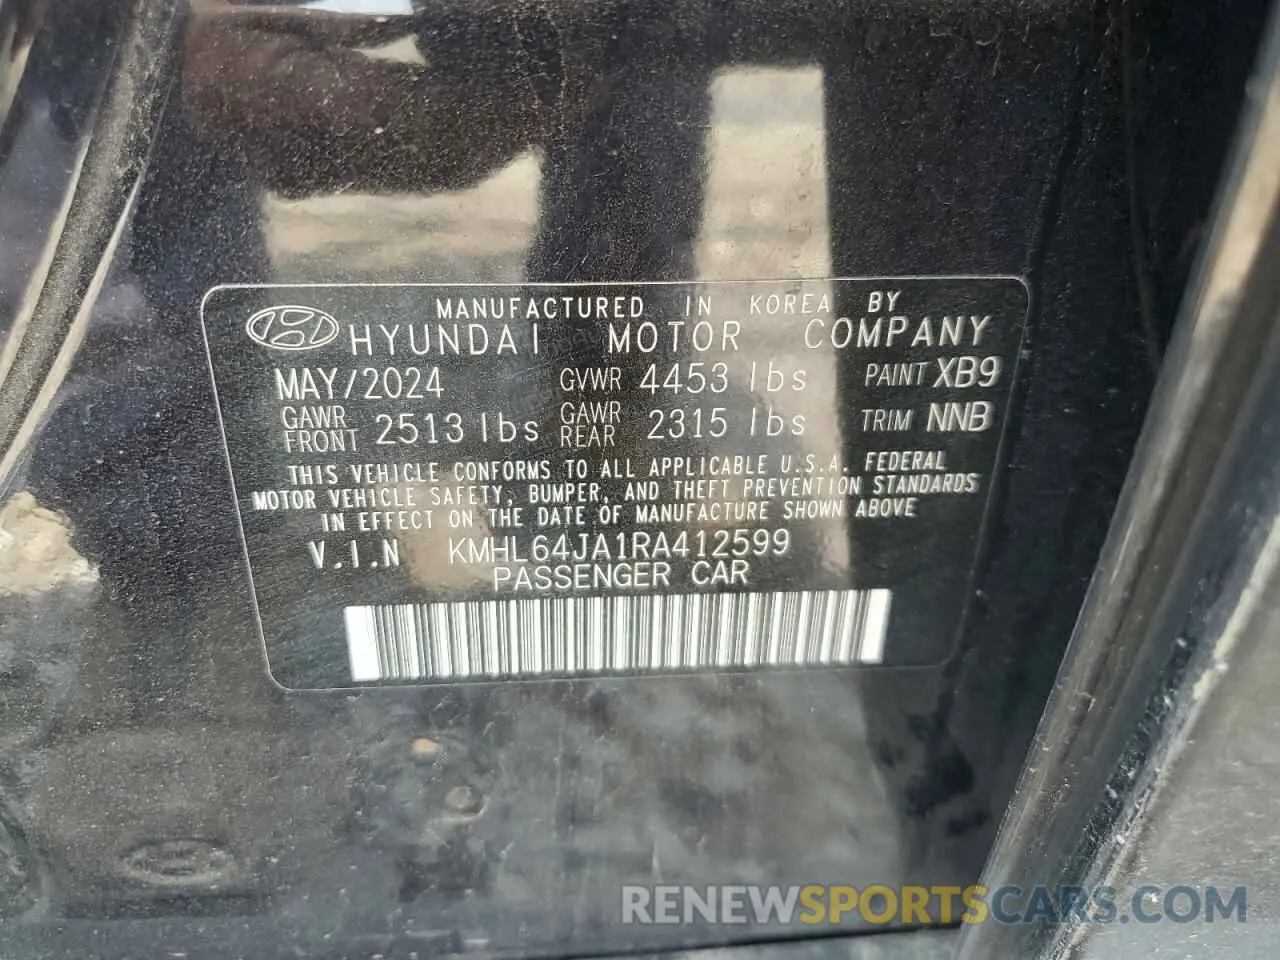 MANUFACTURED IN KOREA BY
HYUNDAI MOTOR COMPANY
MAY/2024 GVWR 4453 lbs PAINT XB9
GAWR FRONT 2513 lbs GAWR REAR 2315 lbs TRIM NNB
THIS VEHICLE CONFORMS TO ALL APPLICABLE U.S.A. FEDERAL
MOTOR VEHICLE SAFETY, BUMPER, AND THEFT PREVENTION STANDARDS
IN EFFECT ON THE DATE OF MANUFACTURE SHOWN ABOVE
V.I.N KMHL64JA1RA412599
PASSENGER CAR
RENEWSPORTSCARS.COM